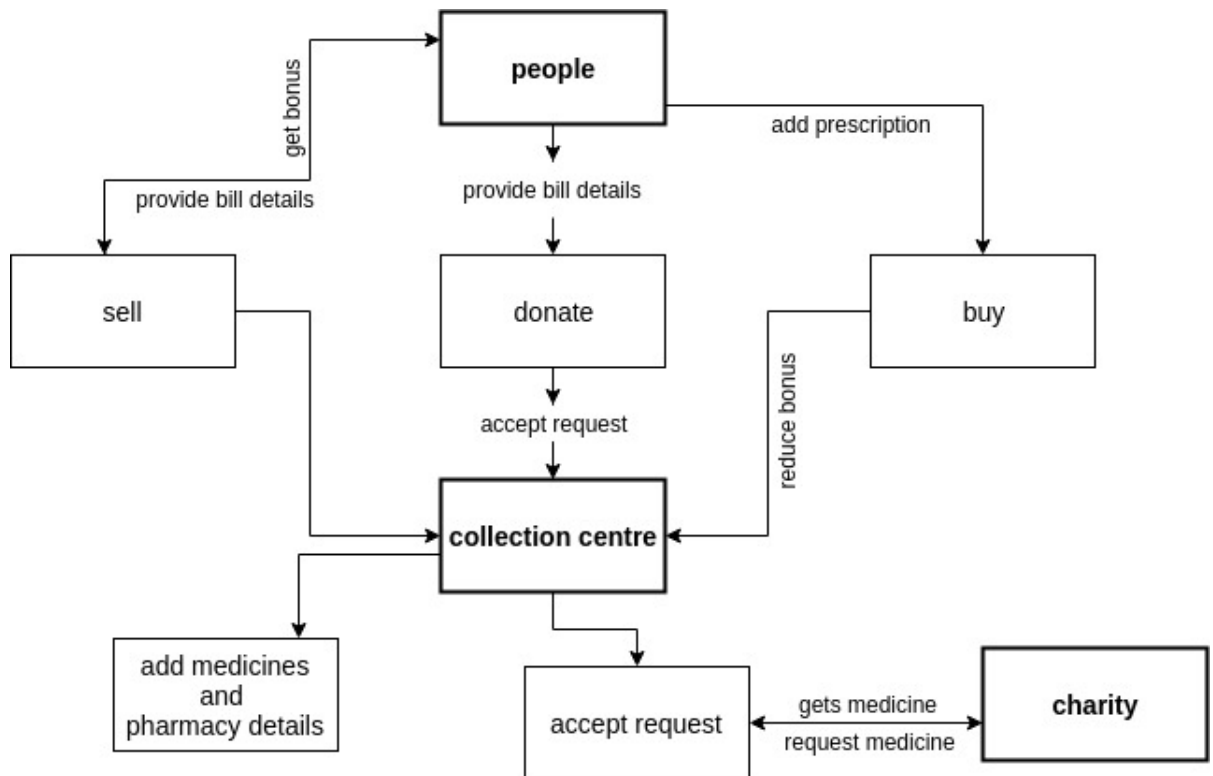 people
get bonus
add prescription
provide bill details
provide bill details
sell
donate
buy
accept request
reduce bonus
collection centre
add medicines
and
pharmacy details
accept request
gets medicine
request medicine
charity